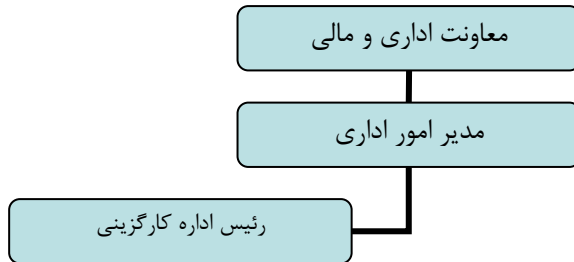 معاونت اداری و مالی
مدیر امور اداری
رئیس اداره کارگزینی